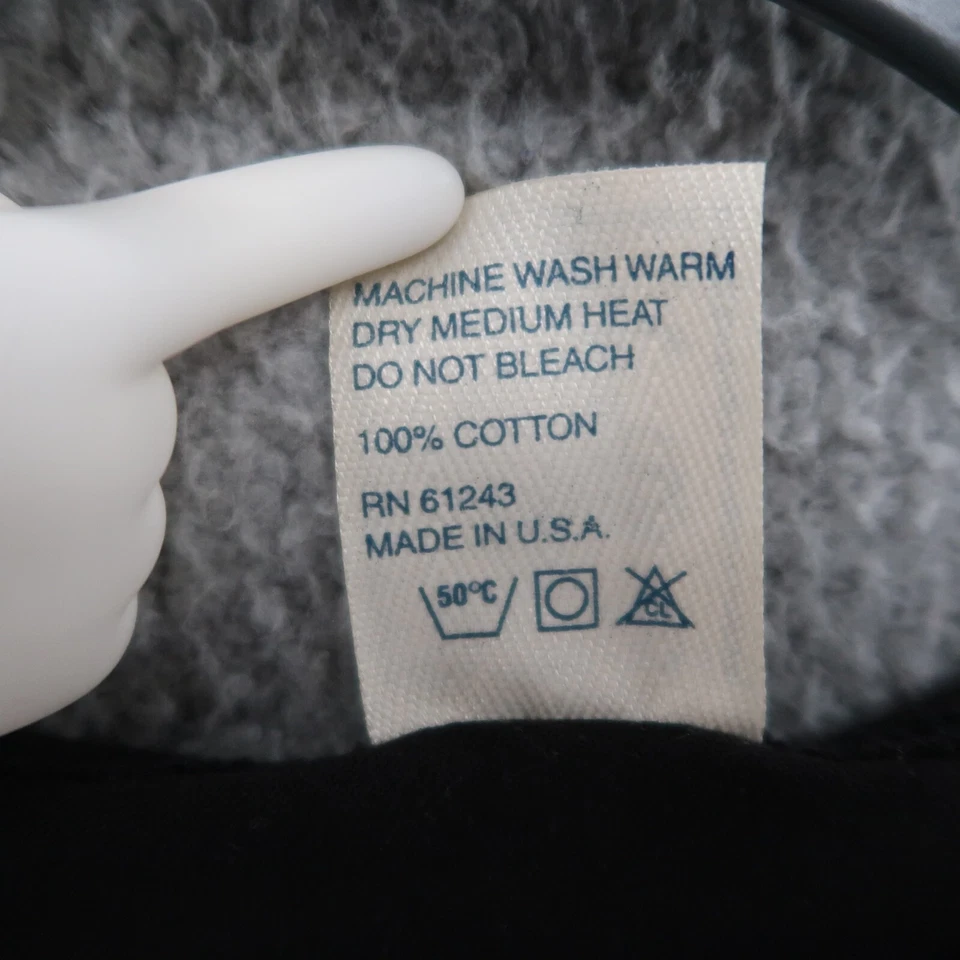 MACHINE WASH WARM
DRY MEDIUM HEAT
DO NOT BLEACH
100% COTTON
RN 61243
MADE IN U.S.A.
50°C CL